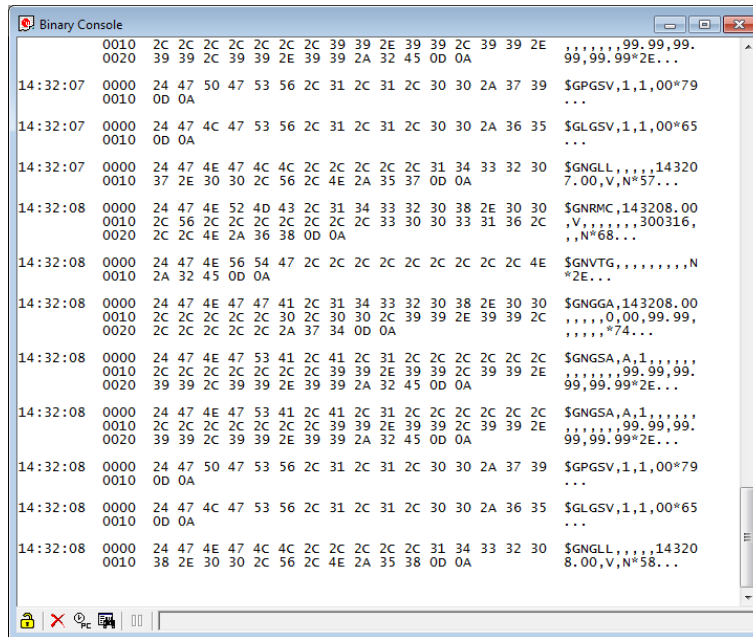 Binary Console
0010 2C 2C 2C 2C 2C 2C 2C 39 39 2E 39 39 2C 39 39 2E ,,,,,,,99.99,99.
0020 39 39 2C 39 39 2E 39 39 2A 32 45 0D 0A 99,99.99*2E...
14:32:07 0000 24 47 50 47 53 56 2C 31 2C 31 2C 30 30 2A 37 39 $GPGSV,1,1,00*79
0010 0D 0A ...
14:32:07 0000 24 47 4C 47 53 56 2C 31 2C 31 2C 30 30 2A 36 35 $GLGSV,1,1,00*65
0010 0D 0A ...
14:32:07 0000 24 47 4E 47 4C 4C 2C 2C 2C 2C 2C 31 34 33 32 30 $GNGLL,,,,,14320
0010 37 2E 30 30 2C 56 2C 4E 2A 35 37 0D 0A 7.00,V,N*57...
14:32:08 0000 24 47 4E 52 4D 43 2C 31 34 33 32 30 38 2E 30 30 $GNRMC,143208.00
0010 2C 56 2C 2C 2C 2C 2C 2C 2C 33 30 30 33 31 36 2C ,V,,,,,,,300316,
0020 2C 2C 4E 2A 36 38 0D 0A ,,N*68...
14:32:08 0000 24 47 4E 56 54 47 2C 2C 2C 2C 2C 2C 2C 2C 2C 4E $GNVTG,,,,,,,,,N
0010 2A 32 45 0D 0A *2E...
14:32:08 0000 24 47 4E 47 47 41 2C 31 34 33 32 30 38 2E 30 30 $GNGGA,143208.00
0010 2C 2C 2C 2C 2C 30 2C 30 30 2C 39 39 2E 39 39 2C ,,,,,0,00,99.99,
0020 2C 2C 2C 2C 2C 2A 37 34 0D 0A ,,,,,*74...
14:32:08 0000 24 47 4E 47 53 41 2C 41 2C 31 2C 2C 2C 2C 2C 2C $GNGSA,A,1,,,,,,
0010 2C 2C 2C 2C 2C 2C 2C 39 39 2E 39 39 2C 39 39 2E ,,,,,,,99.99,99.
0020 39 39 2C 39 39 2E 39 39 2A 32 45 0D 0A 99,99.99*2E...
14:32:08 0000 24 47 4E 47 53 41 2C 41 2C 31 2C 2C 2C 2C 2C 2C $GNGSA,A,1,,,,,,
0010 2C 2C 2C 2C 2C 2C 2C 39 39 2E 39 39 2C 39 39 2E ,,,,,,,99.99,99.
0020 39 39 2C 39 39 2E 39 39 2A 32 45 0D 0A 99,99.99*2E...
14:32:08 0000 24 47 50 47 53 56 2C 31 2C 31 2C 30 30 2A 37 39 $GPGSV,1,1,00*79
0010 0D 0A ...
14:32:08 0000 24 47 4C 47 53 56 2C 31 2C 31 2C 30 30 2A 36 35 $GLGSV,1,1,00*65
0010 0D 0A ...
14:32:08 0000 24 47 4E 47 4C 4C 2C 2C 2C 2C 2C 31 34 33 32 30 $GNGLL,,,,,14320
0010 38 2E 30 30 2C 56 2C 4E 2A 35 38 0D 0A 8.00,V,N*58...
PC